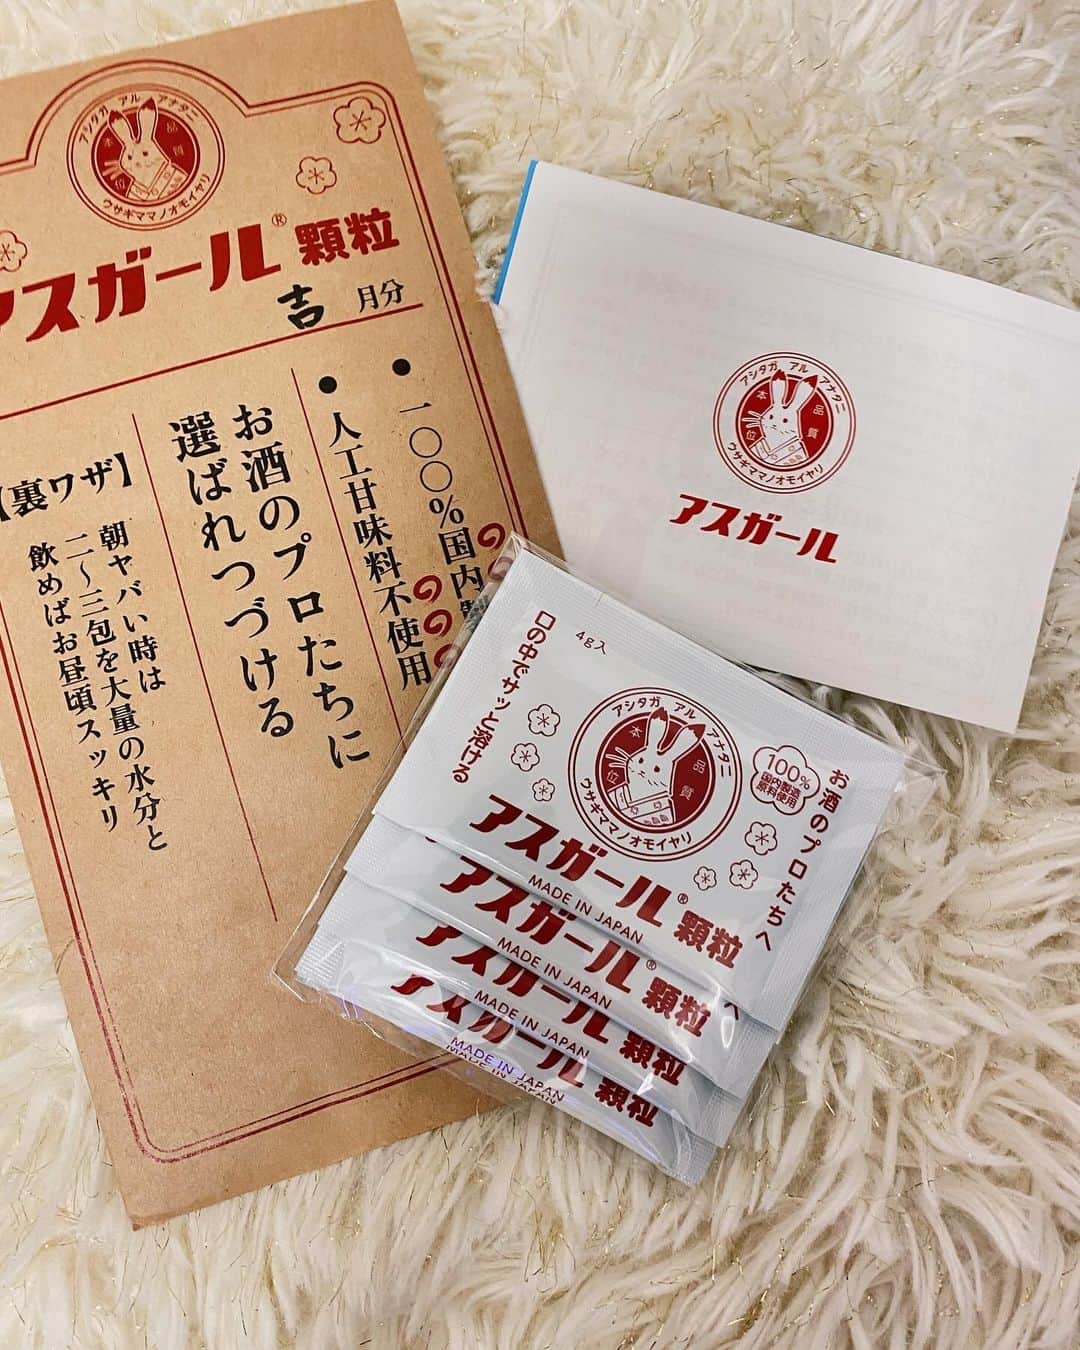 アシタガ アル アナタニ
本位
品質
ウサギママノオモイヤリ
アスガール® 顆粒
吉 月分
● 一〇〇%国内製
● 人工甘味料不使用
お酒のプロたちに
選ばれつづける
【裏ワザ】
朝ヤバい時は
二〜三包を大量の水分と
飲めばお昼頃スッキリ
アシタガ アル アナタニ
本位
品質
ウサギママノオモイヤリ
アスガール
お酒のプロたちへ
100%
国内製造
原料使用
4g入
口の中でサッと溶ける
アシタガ アル アナタニ
本位
品質
ウサギママノオモイヤリ
アスガール® 顆粒
MADE IN JAPAN
アスガール® 顆粒
MADE IN JAPAN
へ
アスガール 顆粒
MADE IN JAPAN
アスガール 顆粒
MADE IN JAPAN
MADE IN JAPAN